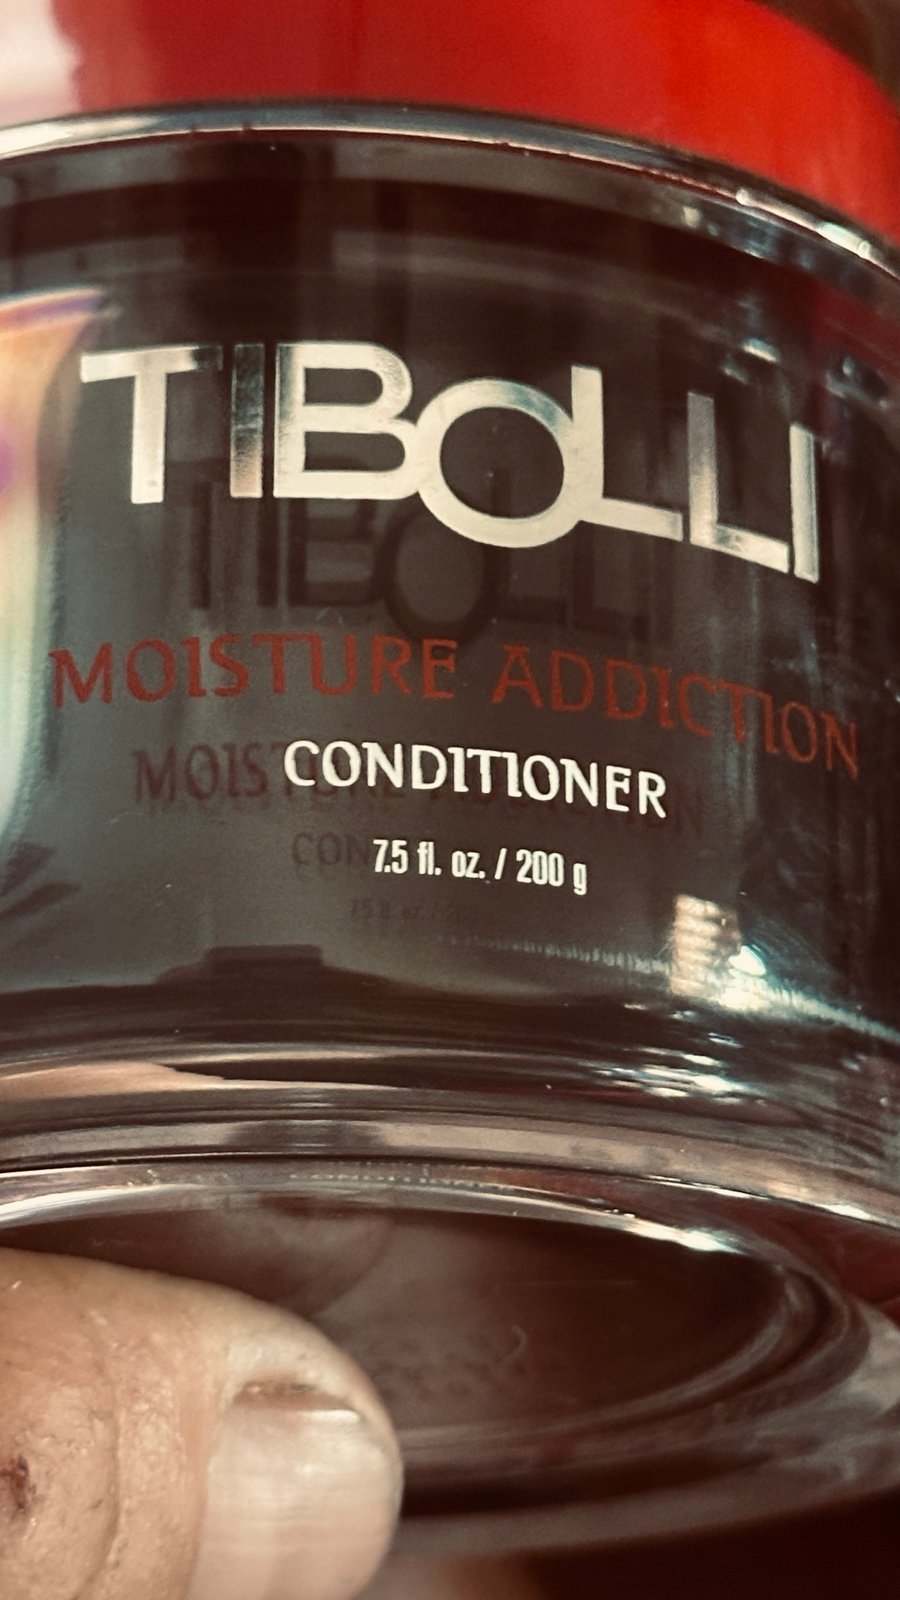 TIBOLLI
MOISTURE ADDICTION
CONDITIONER
7.5 fl. oz. / 200 g